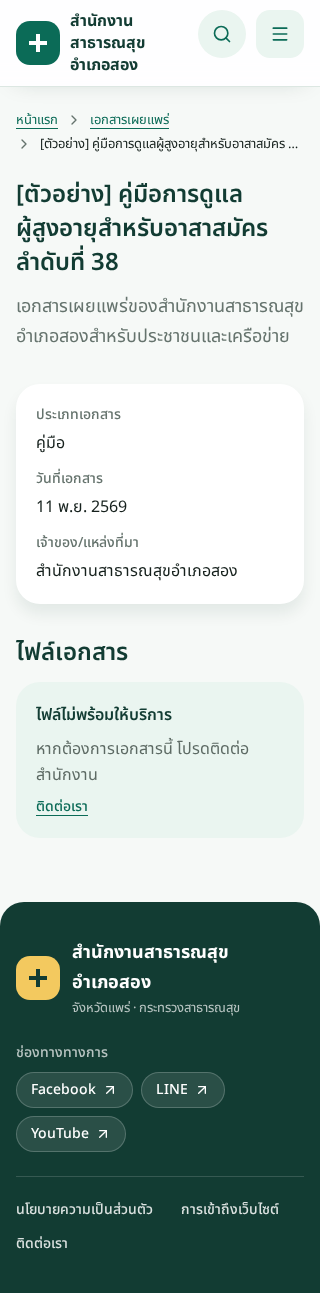 สำนักงาน
สาธารณสุข
อำเภอสอง
หน้าแรก
เอกสารเผยแพร่
[ตัวอย่าง] คู่มือการดูแลผู้สูงอายุสำหรับอาสาสมัคร ...
[ตัวอย่าง] คู่มือการดูแล
ผู้สูงอายุสำหรับอาสาสมัคร
ลำดับที่ 38
เอกสารเผยแพร่ของสำนักงานสาธารณสุข
อำเภอสองสำหรับประชาชนและเครือข่าย
ประเภทเอกสาร
คู่มือ
วันที่เอกสาร
11 พ.ย. 2569
เจ้าของ/แหล่งที่มา
สำนักงานสาธารณสุขอำเภอสอง
ไฟล์เอกสาร
ไฟล์ไม่พร้อมให้บริการ
หากต้องการเอกสารนี้ โปรดติดต่อ
สำนักงาน
ติดต่อเรา
สำนักงานสาธารณสุข
อำเภอสอง
จังหวัดแพร่ · กระทรวงสาธารณสุข
ช่องทางทางการ
Facebook
LINE
YouTube
นโยบายความเป็นส่วนตัว
การเข้าถึงเว็บไซต์
ติดต่อเรา